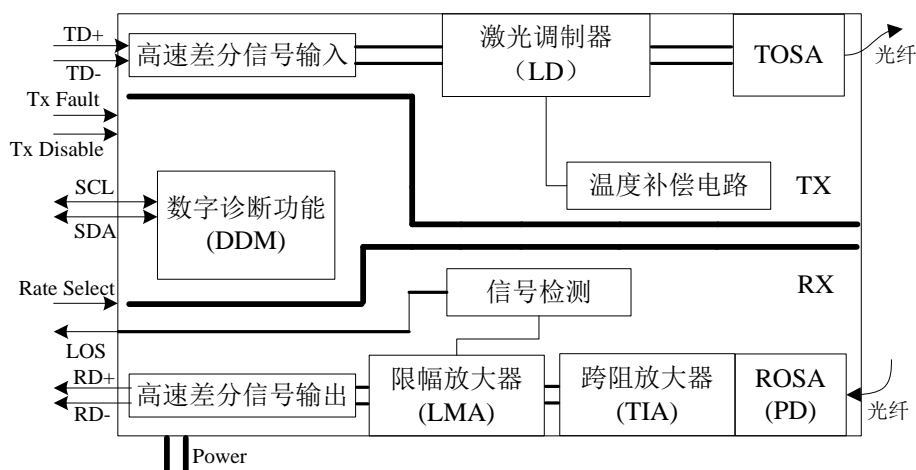 TD+
TD-
高速差分信号输入
激光调制器
（LD）
TOSA
光纤
Tx Fault
Tx Disable
温度补偿电路
TX
SCL
SDA
数字诊断功能
(DDM)
Rate Select
信号检测
RX
LOS
RD+
RD-
高速差分信号输出
限幅放大器
(LMA)
跨阻放大器
(TIA)
ROSA
(PD)
光纤
Power